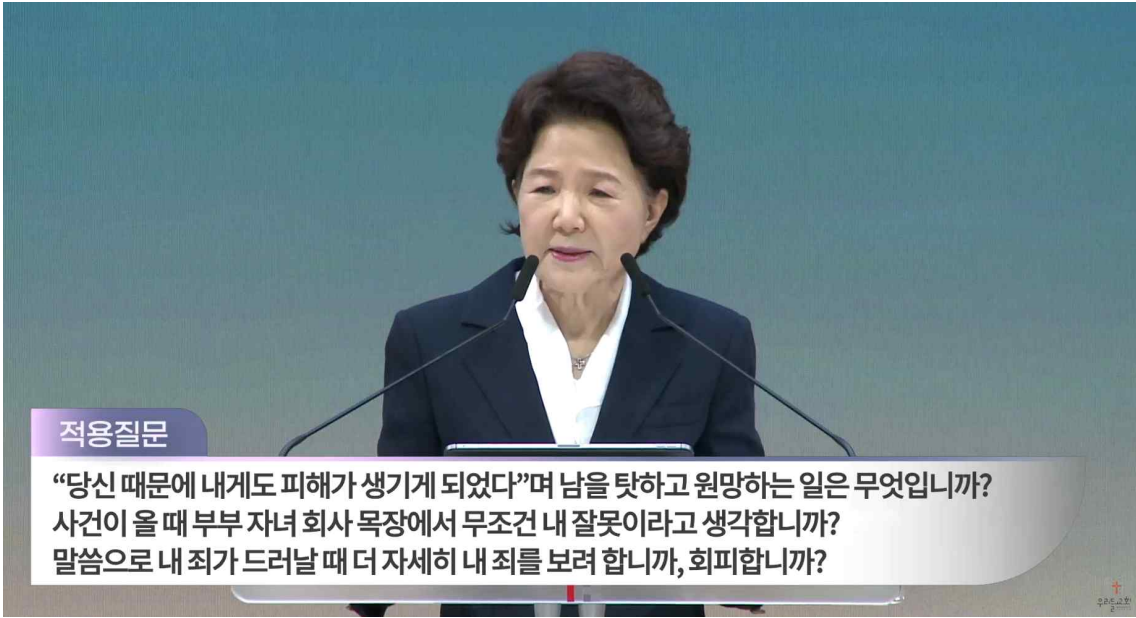 적용질문
“당신 때문에 내게도 피해가 생기게 되었다”며 남을 탓하고 원망하는 일은 무엇입니까?
사건이 올 때 부부 자녀 회사 목장에서 무조건 내 잘못이라고 생각합니까?
말씀으로 내 죄가 드러날 때 더 자세히 내 죄를 보려 합니까, 회피합니까?
우리들교회